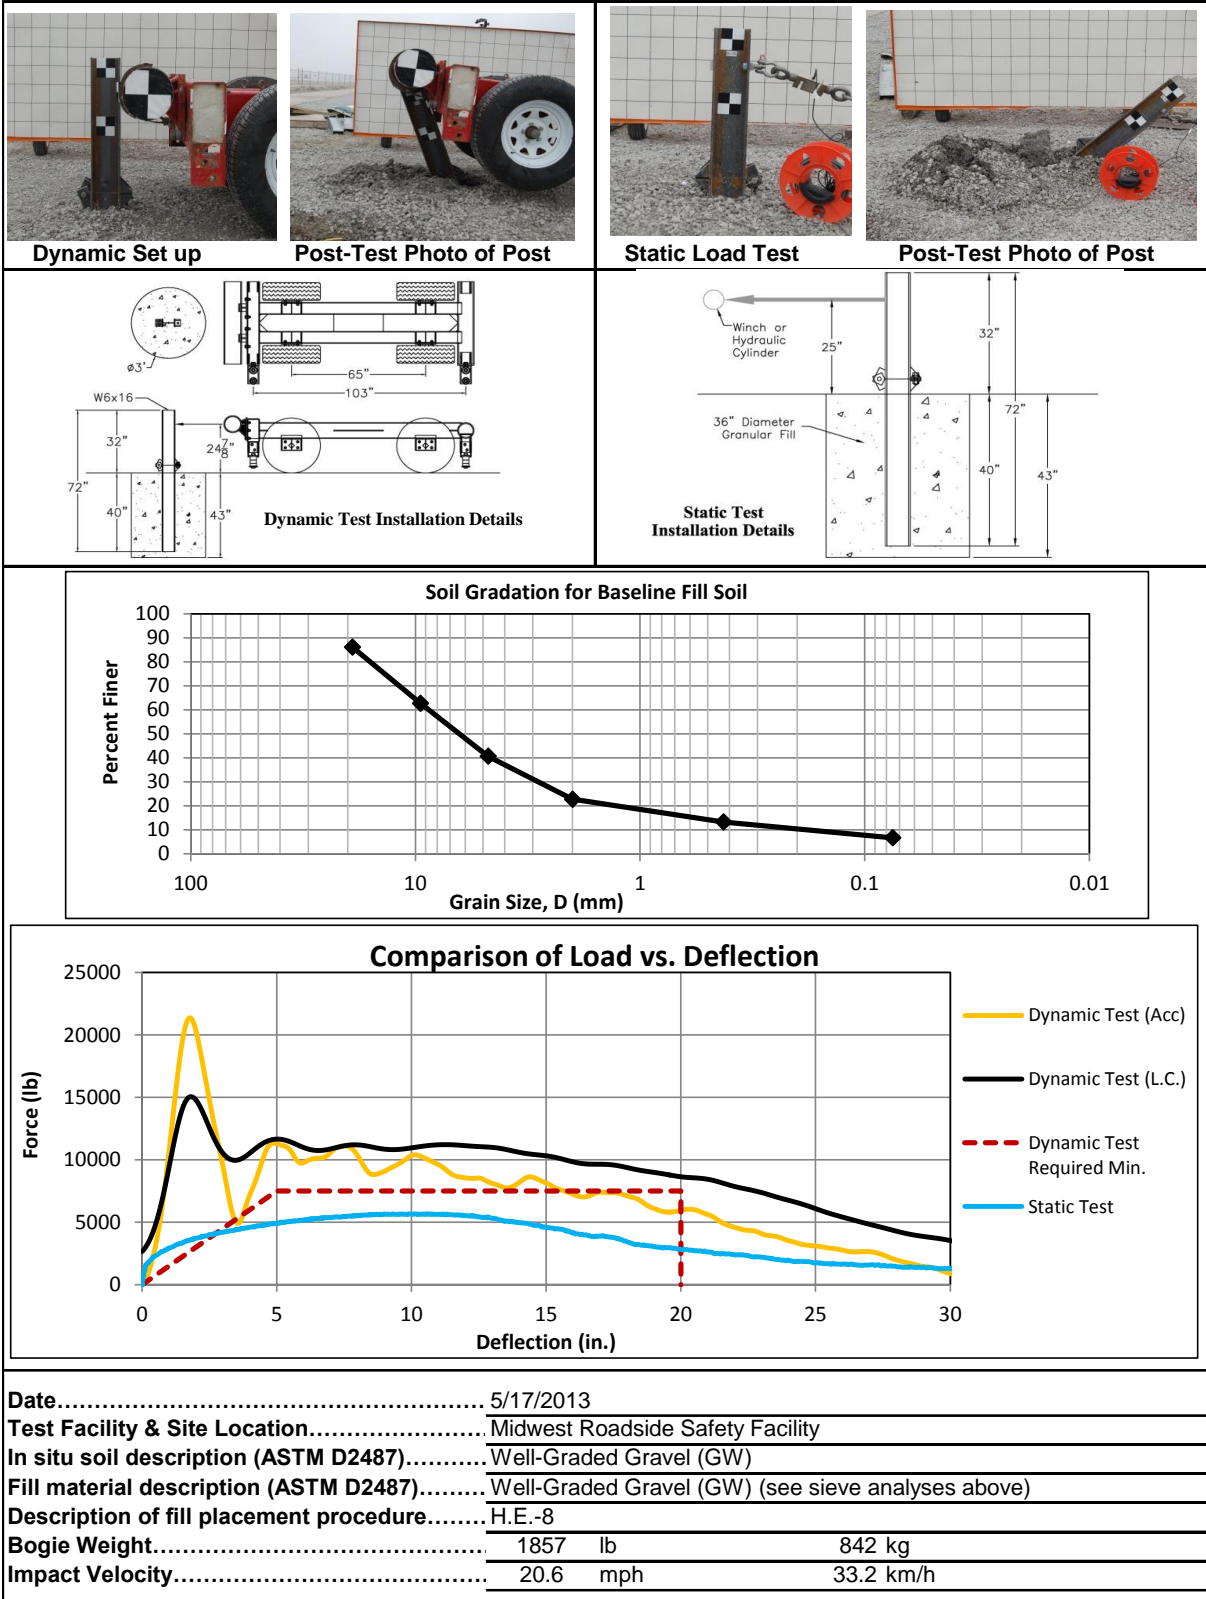 Dynamic Set up
Post-Test Photo of Post
Static Load Test
Post-Test Photo of Post
ø3'
65"
103"
W6x16
32"
72"
40"
43"
24 7/8"
Dynamic Test Installation Details
Winch or
Hydraulic
Cylinder
25"
32"
36" Diameter
Granular Fill
72"
40"
43"
Static Test
Installation Details
Soil Gradation for Baseline Fill Soil
Percent Finer
100
90
80
70
60
50
40
30
20
10
0
100 10 1 0.1 0.01
Grain Size, D (mm)
Comparison of Load vs. Deflection
Force (lb)
25000
20000
15000
10000
5000
0
0 5 10 15 20 25 30
Deflection (in.)
Dynamic Test (Acc)
Dynamic Test (L.C.)
Dynamic Test
Required Min.
Static Test
Date.................................................... 5/17/2013
Test Facility & Site Location...................... Midwest Roadside Safety Facility
In situ soil description (ASTM D2487).......... Well-Graded Gravel (GW)
Fill material description (ASTM D2487)........ Well-Graded Gravel (GW) (see sieve analyses above)
Description of fill placement procedure....... H.E.-8
Bogie Weight......................................... 1857 lb 842 kg
Impact Velocity...................................... 20.6 mph 33.2 km/h